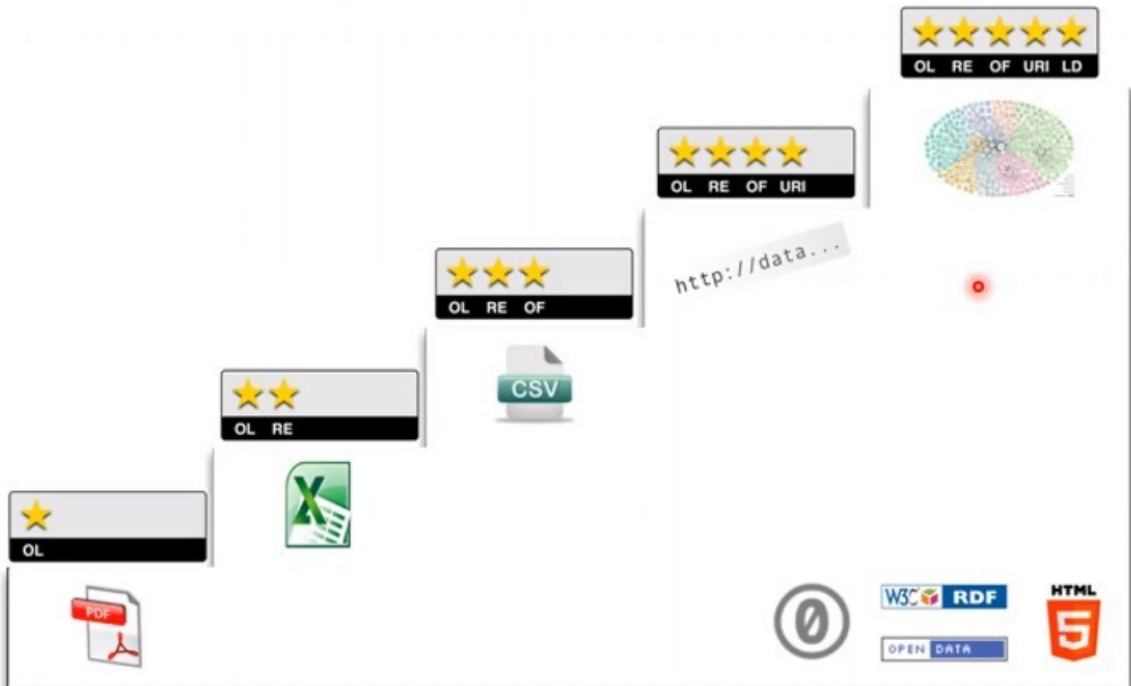 OL RE OF URI LD
OL RE OF URI
http://data...
OL RE OF
CSV
OL RE
X
OL
PDF
0
W3C RDF
OPEN DATA
HTML
5